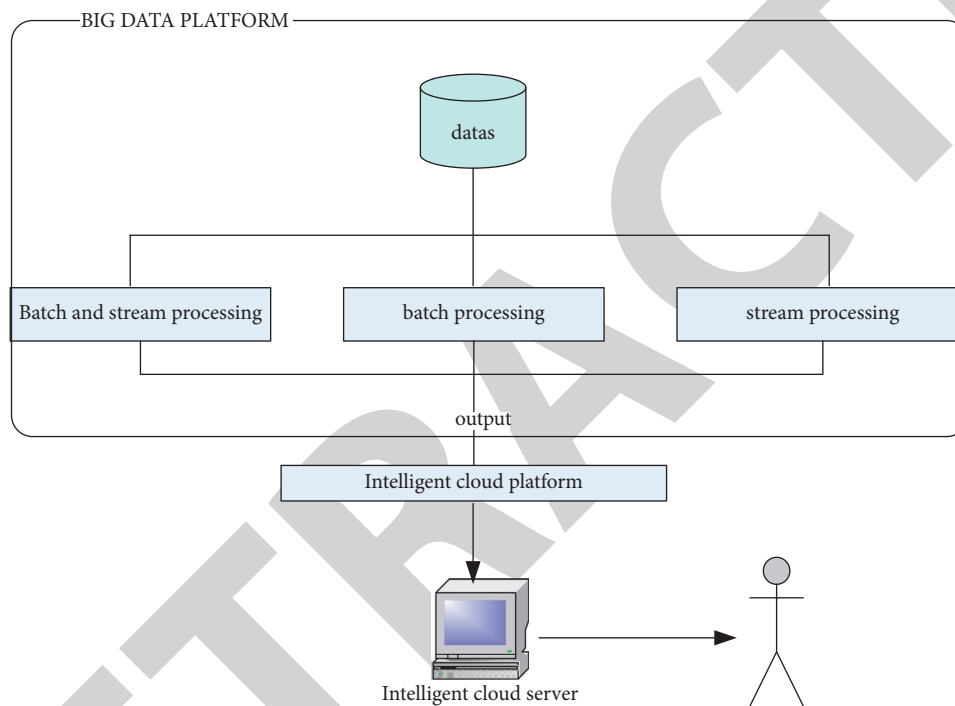 BIG DATA PLATFORM
datas
Batch and stream processing
batch processing
stream processing
output
Intelligent cloud platform
Intelligent cloud server